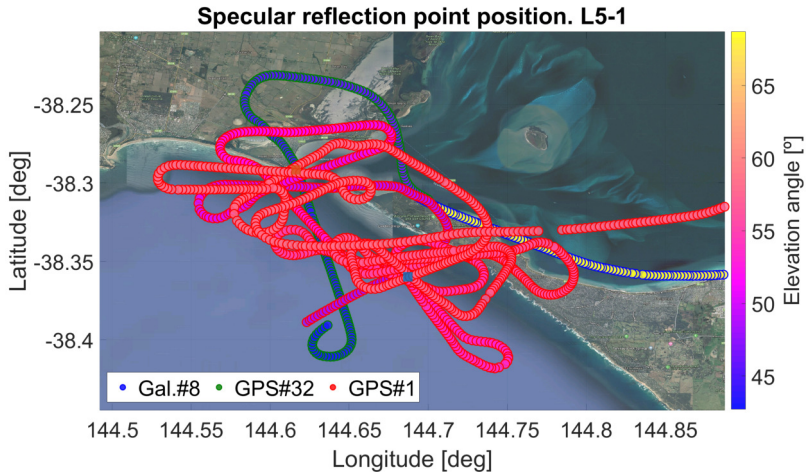 Specular reflection point position. L5-1
-38.25
-38.3
-38.35
-38.4
Latitude [deg]
144.5 144.55 144.6 144.65 144.7 144.75 144.8 144.85
Longitude [deg]
Gal.#8 GPS#32 GPS#1
65
60
55
50
45
Elevation angle [º]